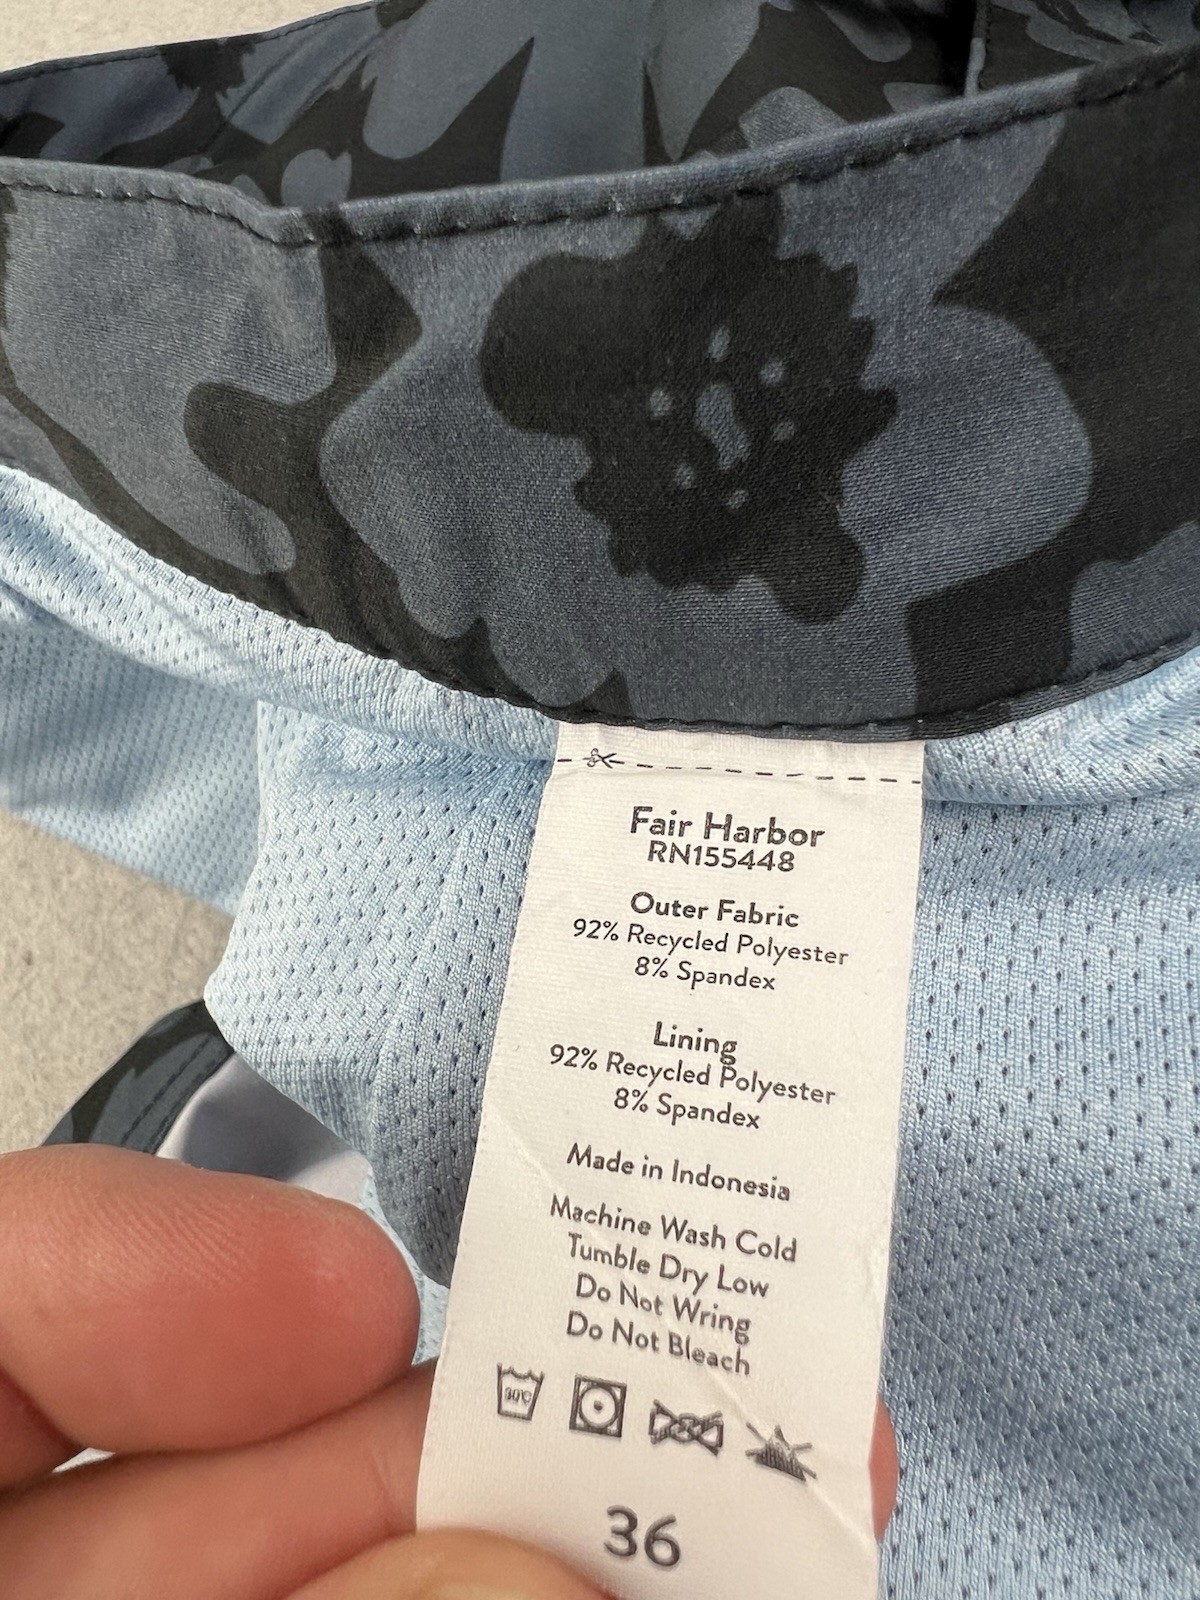 Fair Harbor
RN155448
Outer Fabric
92% Recycled Polyester
8% Spandex
Lining
92% Recycled Polyester
8% Spandex
Made in Indonesia
Machine Wash Cold
Tumble Dry Low
Do Not Wring
Do Not Bleach
30°C
36